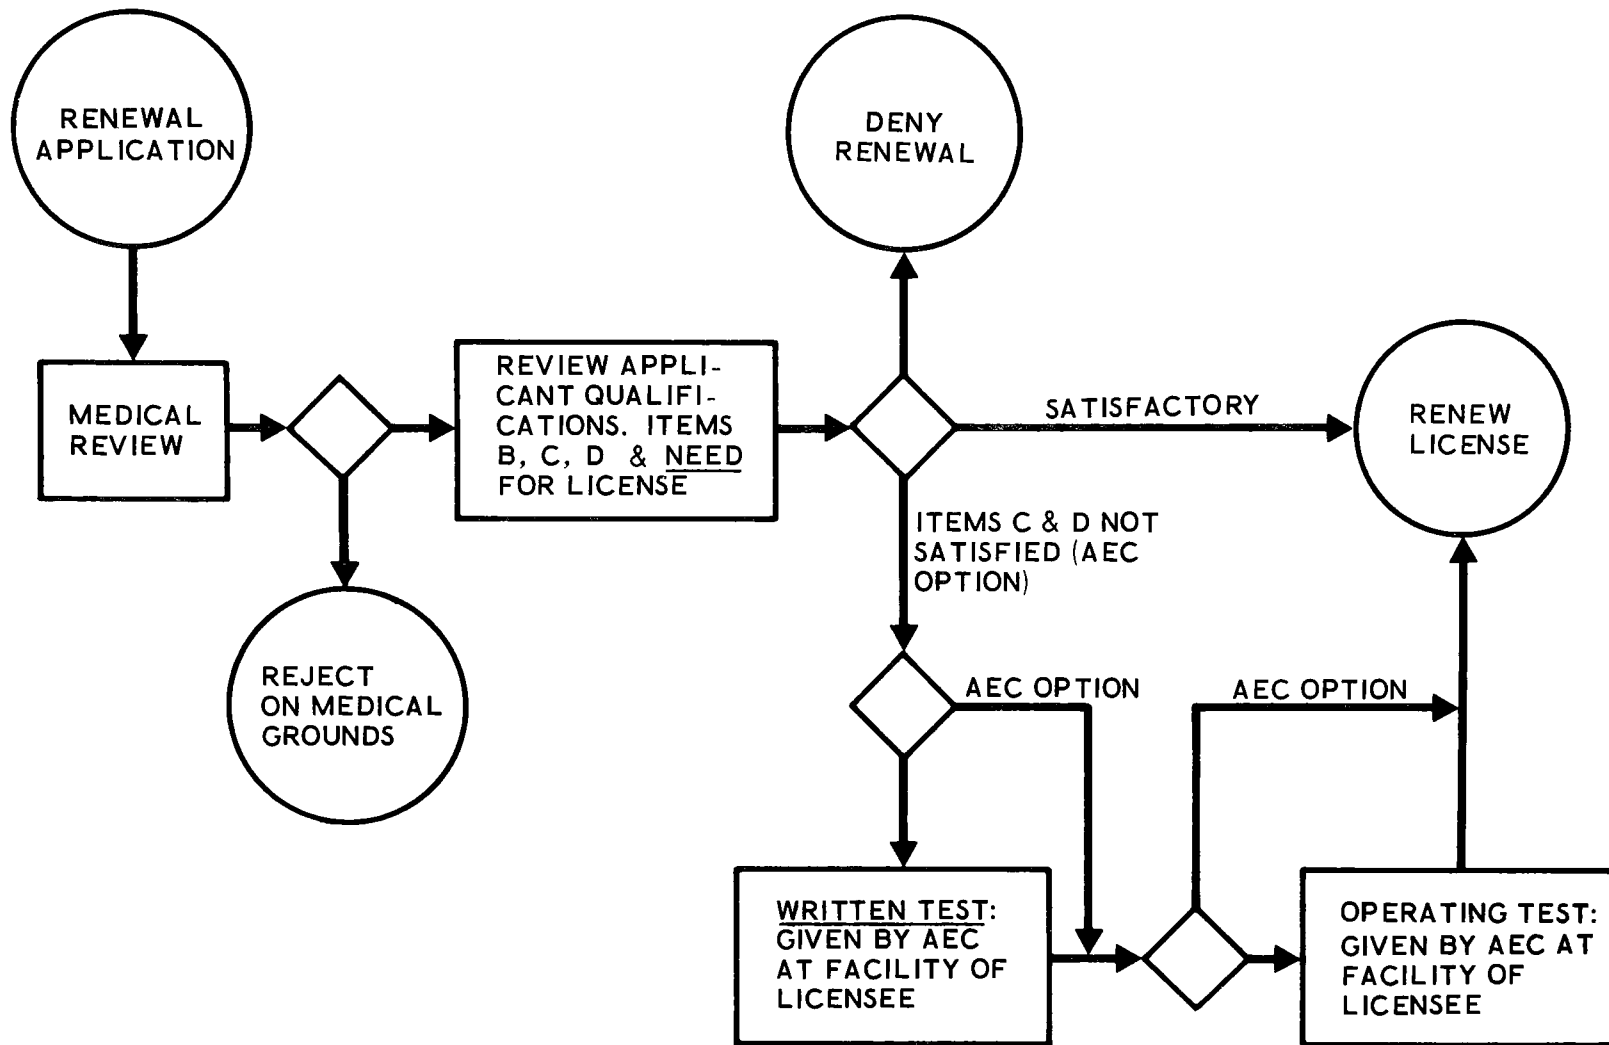 RENEWAL
APPLICATION
DENY
RENEWAL
MEDICAL
REVIEW
REVIEW APPLI-
CANT QUALIFI-
CATIONS. ITEMS
B, C, D & NEED
FOR LICENSE
SATISFACTORY
RENEW
LICENSE
ITEMS C & D NOT
SATISFIED (AEC
OPTION)
REJECT
ON MEDICAL
GROUNDS
AEC OPTION
AEC OPTION
WRITTEN TEST:
GIVEN BY AEC
AT FACILITY OF
LICENSEE
OPERATING TEST:
GIVEN BY AEC AT
FACILITY OF
LICENSEE